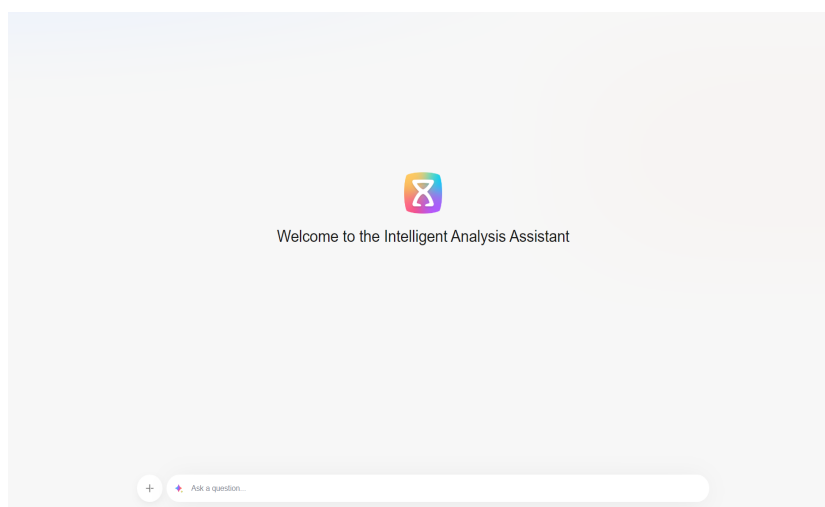 Welcome to the Intelligent Analysis Assistant
Ask a question...